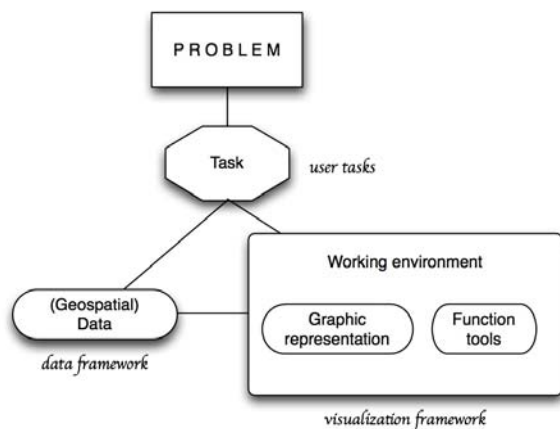 PROBLEM
Task
user tasks
Working environment
(Geospatial)
Data
Graphic
representation
Function
tools
data framework
visualization framework